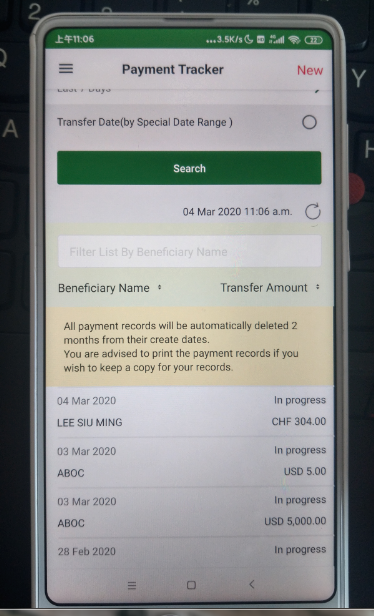 上午11:06
...3.5K/s
32
Payment Tracker
New
Last 7 Days
Transfer Date(by Special Date Range )
Search
04 Mar 2020 11:06 a.m.
Filter List By Beneficiary Name
Beneficiary Name
Transfer Amount
All payment records will be automatically deleted 2
months from their create dates.
You are advised to print the payment records if you
wish to keep a copy for your records.
04 Mar 2020
In progress
LEE SIU MING
CHF 304.00
03 Mar 2020
In progress
ABOC
USD 5.00
03 Mar 2020
In progress
ABOC
USD 5,000.00
28 Feb 2020
In progress
2
Q
A
%
Y
H